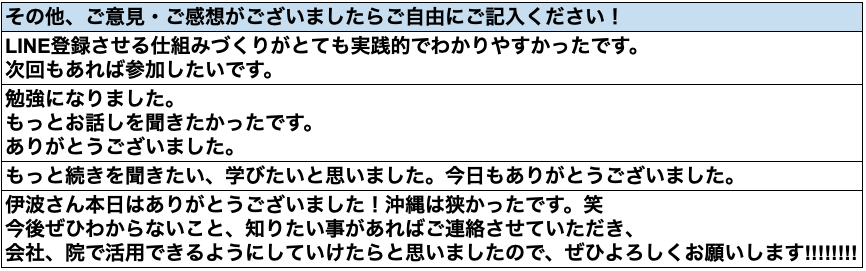 その他、ご意見・ご感想がございましたらご自由にご記入ください！
LINE登録させる仕組みづくりがとても実践的でわかりやすかったです。
次回もあれば参加したいです。
勉強になりました。
もっとお話しを聞きたかったです。
ありがとうございました。
もっと続きを聞きたい、学びたいと思いました。今日もありがとうございました。
伊波さん本日はありがとうございました！沖縄は狭かったです。笑
今後ぜひわからないこと、知りたい事があればご連絡させていただき、
会社、院で活用できるようにしていけたらと思いましたので、ぜひよろしくお願いします!!!!!!!!